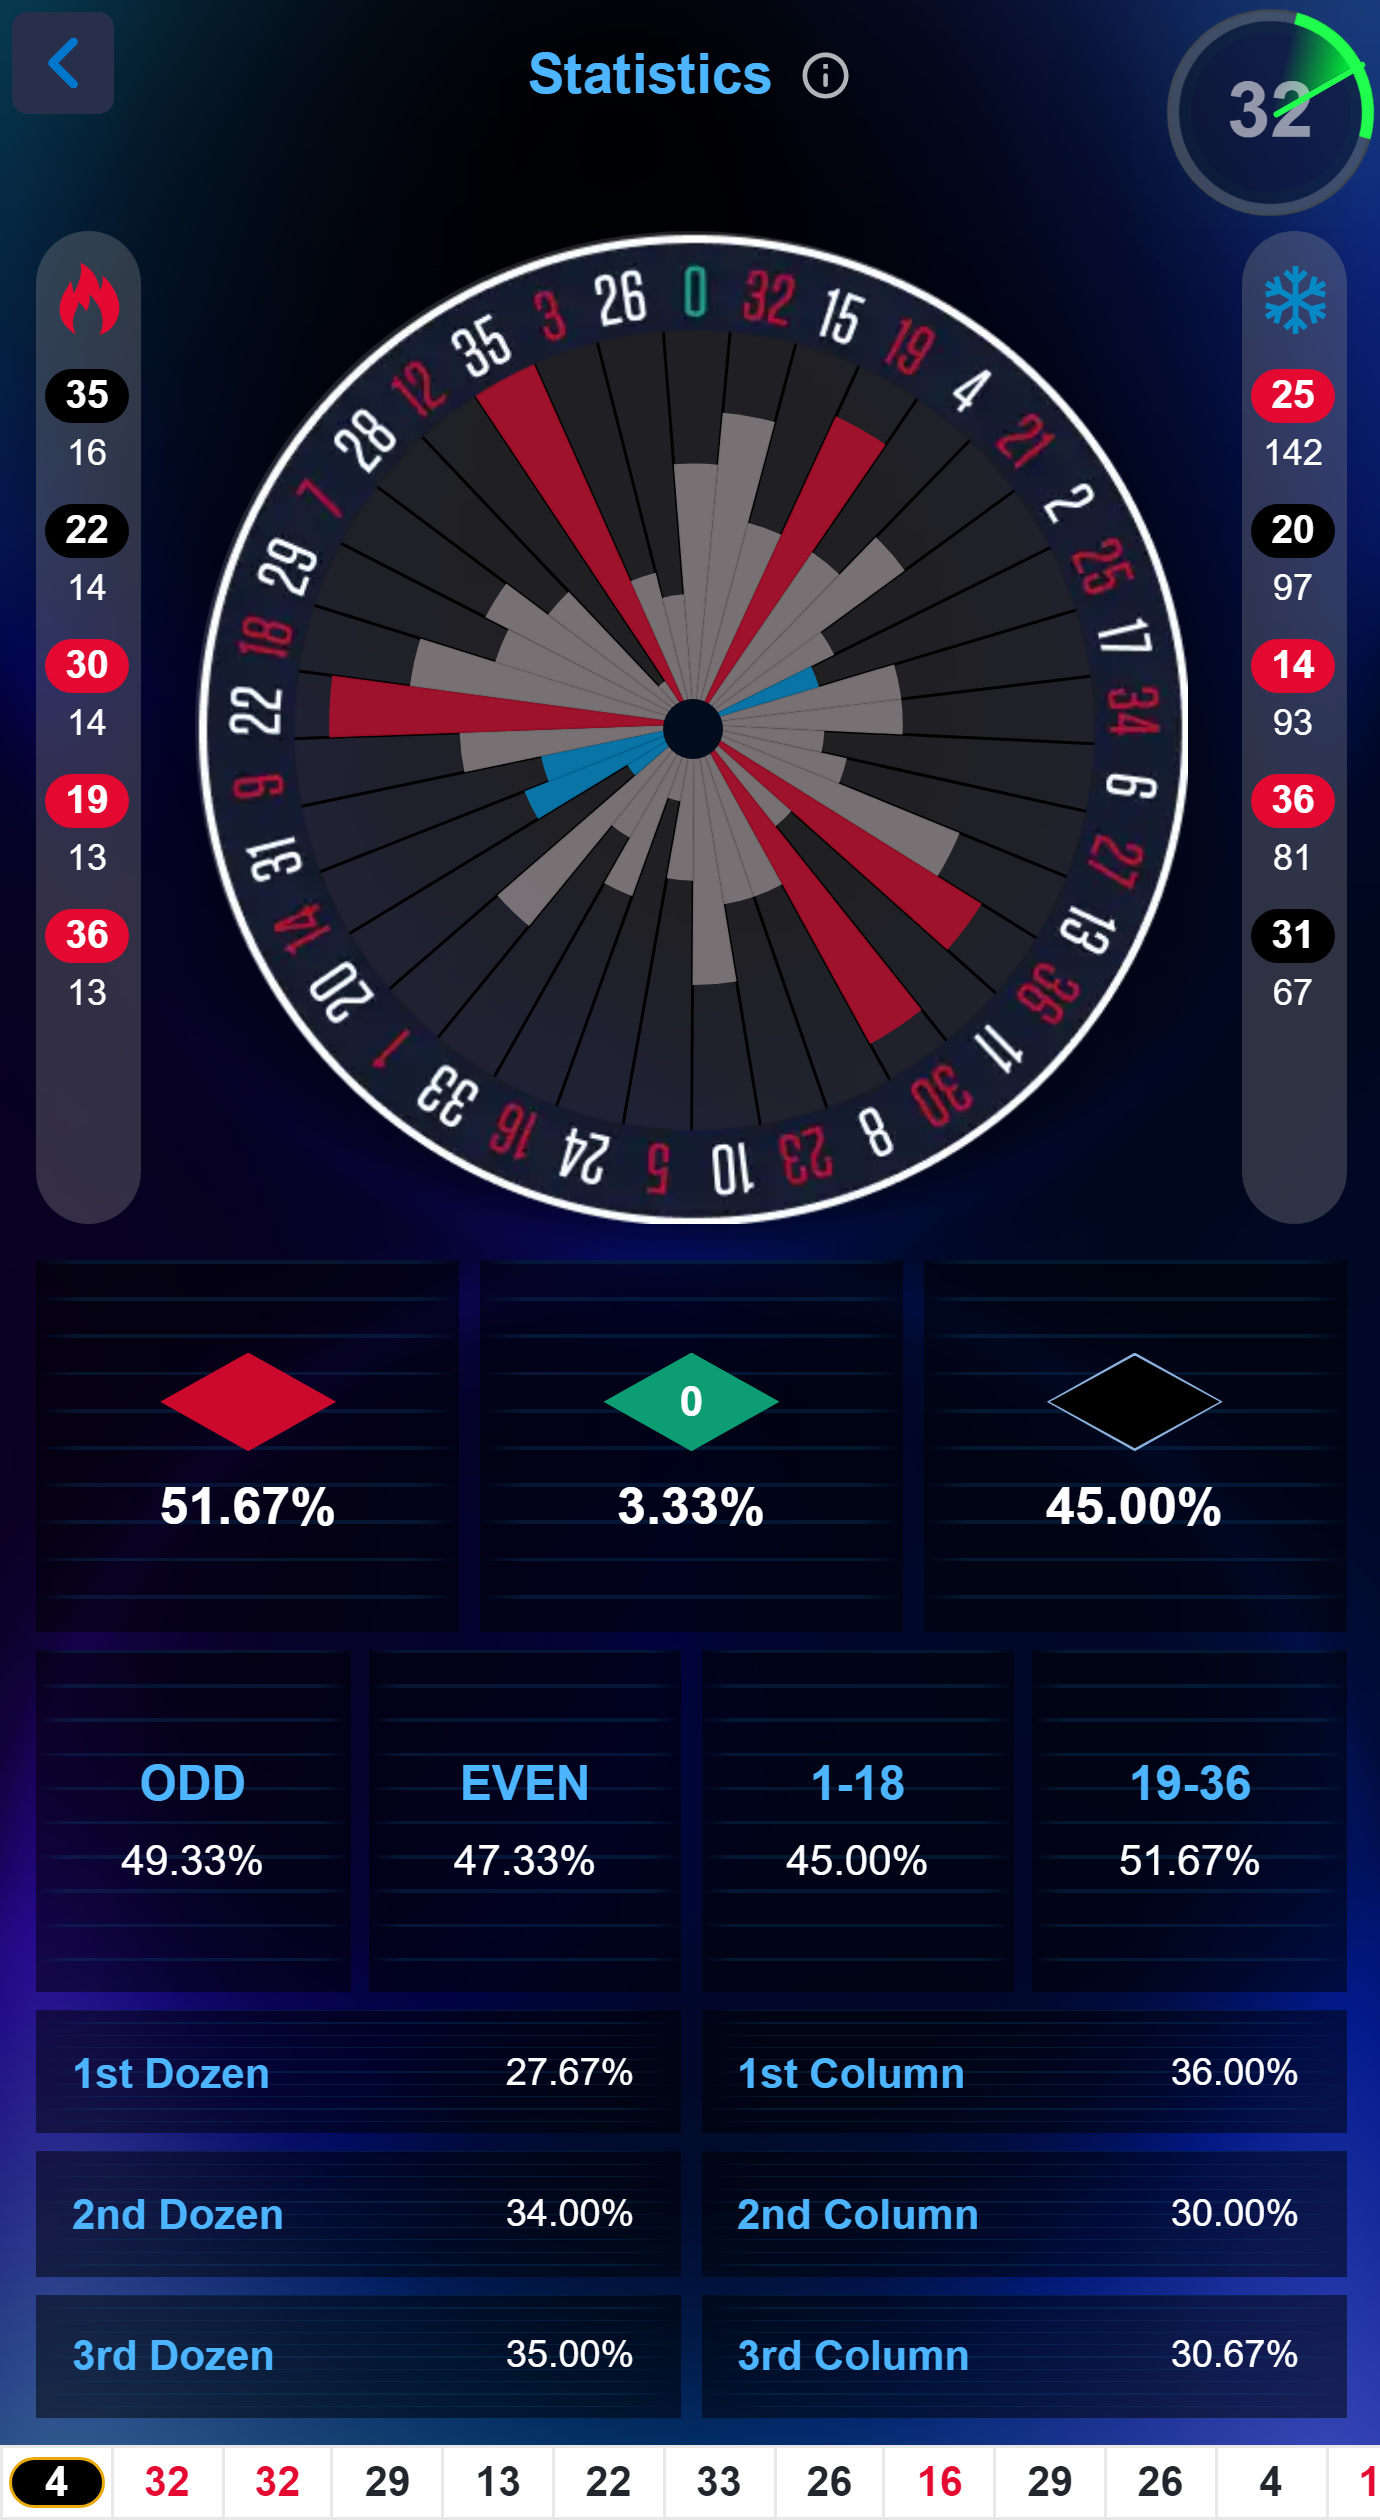 Statistics
32
35
16
22
14
30
14
19
13
36
13
0 32 15 19 4 21 2 25 17 34 6 27 13 36 11 30 8 23 10 5 24 16 33 1 20 14 31 9 22 18 29 7 28 12 35 3 26
25
142
20
97
14
93
36
81
31
67
0
51.67% 3.33% 45.00%
ODD EVEN 1-18 19-36
49.33% 47.33% 45.00% 51.67%
1st Dozen 27.67% 1st Column 36.00%
2nd Dozen 34.00% 2nd Column 30.00%
3rd Dozen 35.00% 3rd Column 30.67%
4 32 32 29 13 22 33 26 16 29 26 4